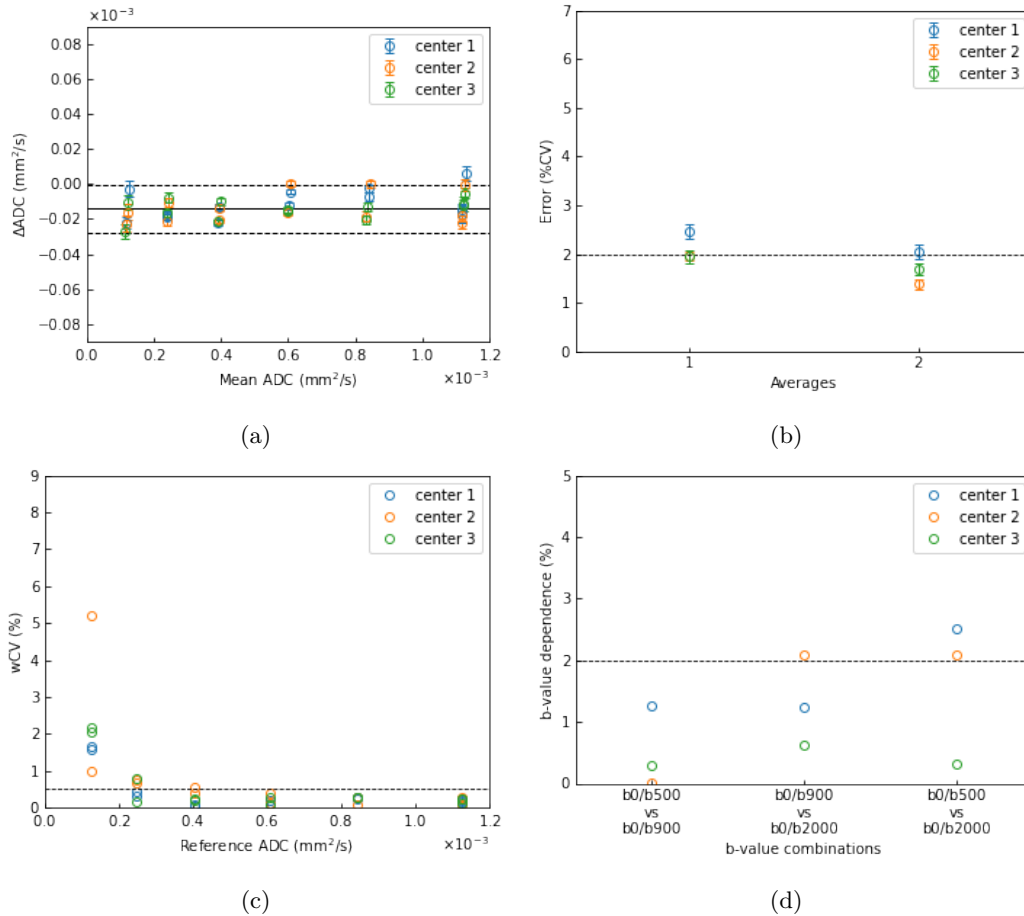 ×10⁻³
0.08
0.06
0.04
0.02
0.00
−0.02
−0.04
−0.06
−0.08
ΔADC (mm²/s)
0.0 0.2 0.4 0.6 0.8 1.0 1.2
Mean ADC (mm²/s)
×10⁻³
center 1
center 2
center 3
(a)
7
6
5
4
3
2
1
0
Error (%CV)
1 2
Averages
center 1
center 2
center 3
(b)
9
8
7
6
5
4
3
2
1
0
wCV (%)
0.0 0.2 0.4 0.6 0.8 1.0 1.2
Reference ADC (mm²/s)
×10⁻³
center 1
center 2
center 3
(c)
5
4
3
2
1
0
b-value dependence (%)
b0/b500 b0/b900 b0/b500
vs vs vs
b0/b900 b0/b2000 b0/b2000
b-value combinations
center 1
center 2
center 3
(d)